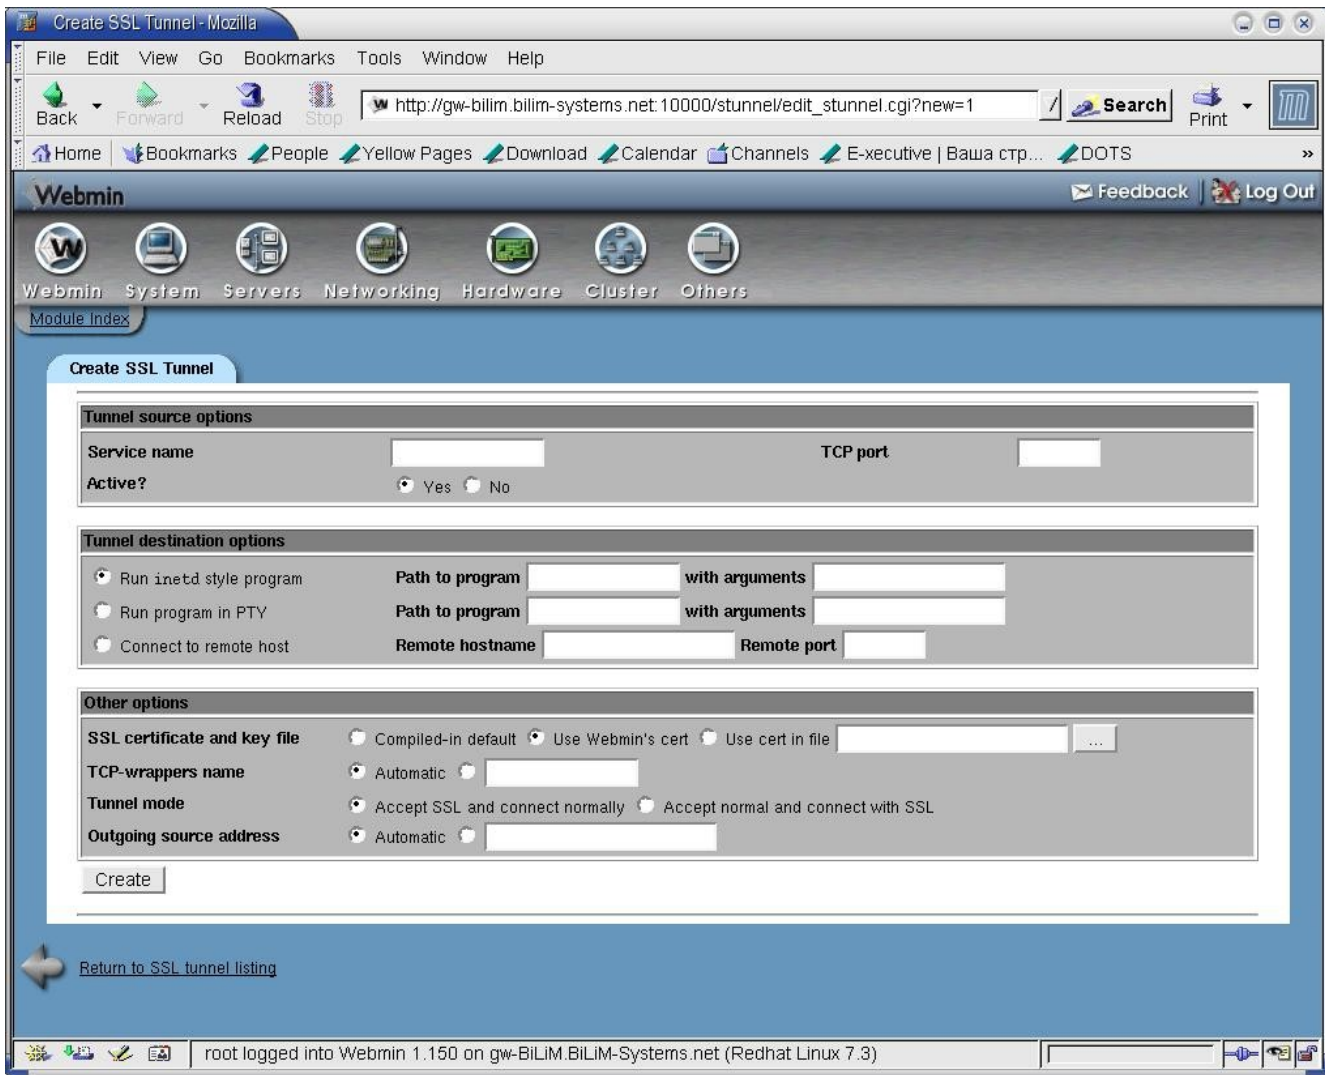 Create SSL Tunnel - Mozilla
File Edit View Go Bookmarks Tools Window Help
Back Forward Reload Stop http://gw-bilim.bilim-systems.net:10000/stunnel/edit_stunnel.cgi?new=1 Search Print
Home Bookmarks People Yellow Pages Download Calendar Channels E-xecutive | Ваша стр... DOTS »
Webmin Feedback Log Out
Webmin System Servers Networking Hardware Cluster Others
Module Index
Create SSL Tunnel
Tunnel source options
Service name TCP port
Active? Yes No
Tunnel destination options
Run inetd style program Path to program with arguments
Run program in PTY Path to program with arguments
Connect to remote host Remote hostname Remote port
Other options
SSL certificate and key file Compiled-in default Use Webmin's cert Use cert in file ...
TCP-wrappers name Automatic
Tunnel mode Accept SSL and connect normally Accept normal and connect with SSL
Outgoing source address Automatic
Create
Return to SSL tunnel listing
root logged into Webmin 1.150 on gw-BiLiM.BiLiM-Systems.net (Redhat Linux 7.3)